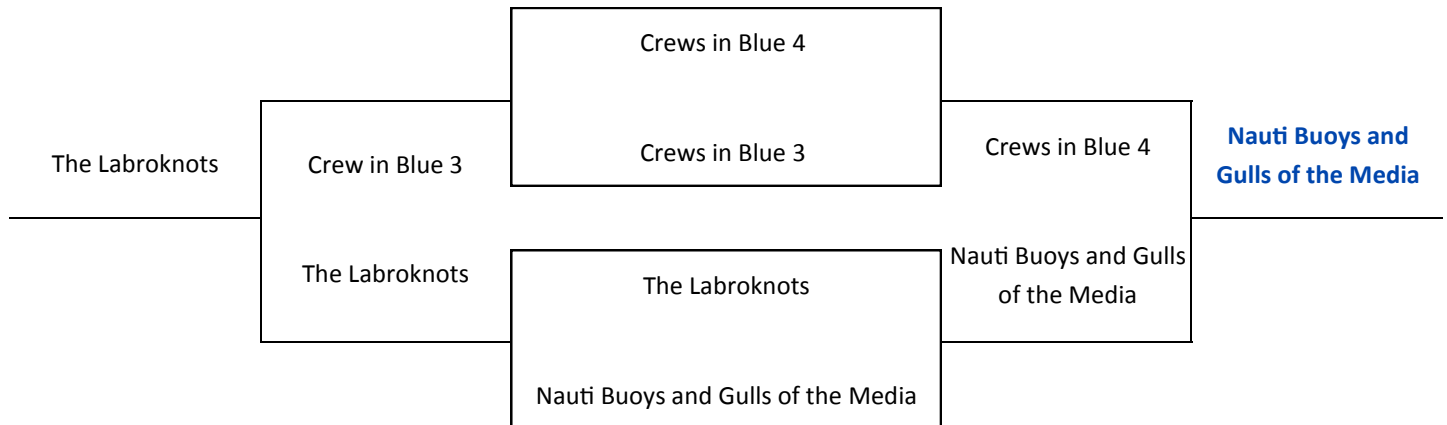 Crews in Blue 4
Crews in Blue 3
The Labroknots
Crew in Blue 3
The Labroknots
Crews in Blue 4
Nauti Buoys and Gulls
of the Media
Nauti Buoys and
Gulls of the Media
The Labroknots
Nauti Buoys and Gulls of the Media